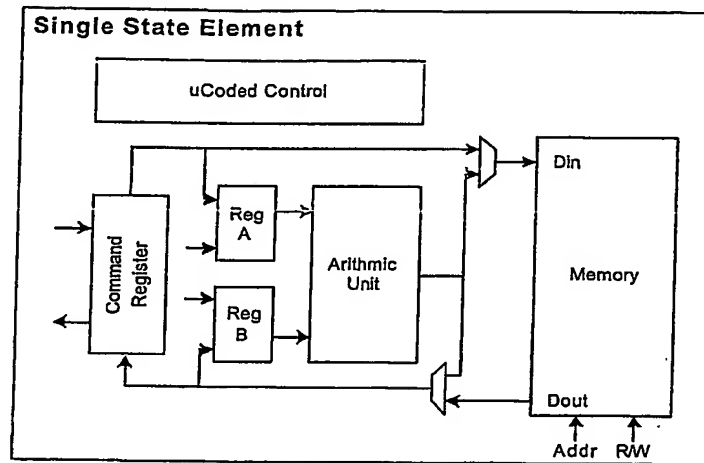 Single State Element
uCoded Control
Command
Register
Reg
A
Reg
B
Arithmic
Unit
Din
Memory
Dout
Addr
R/W